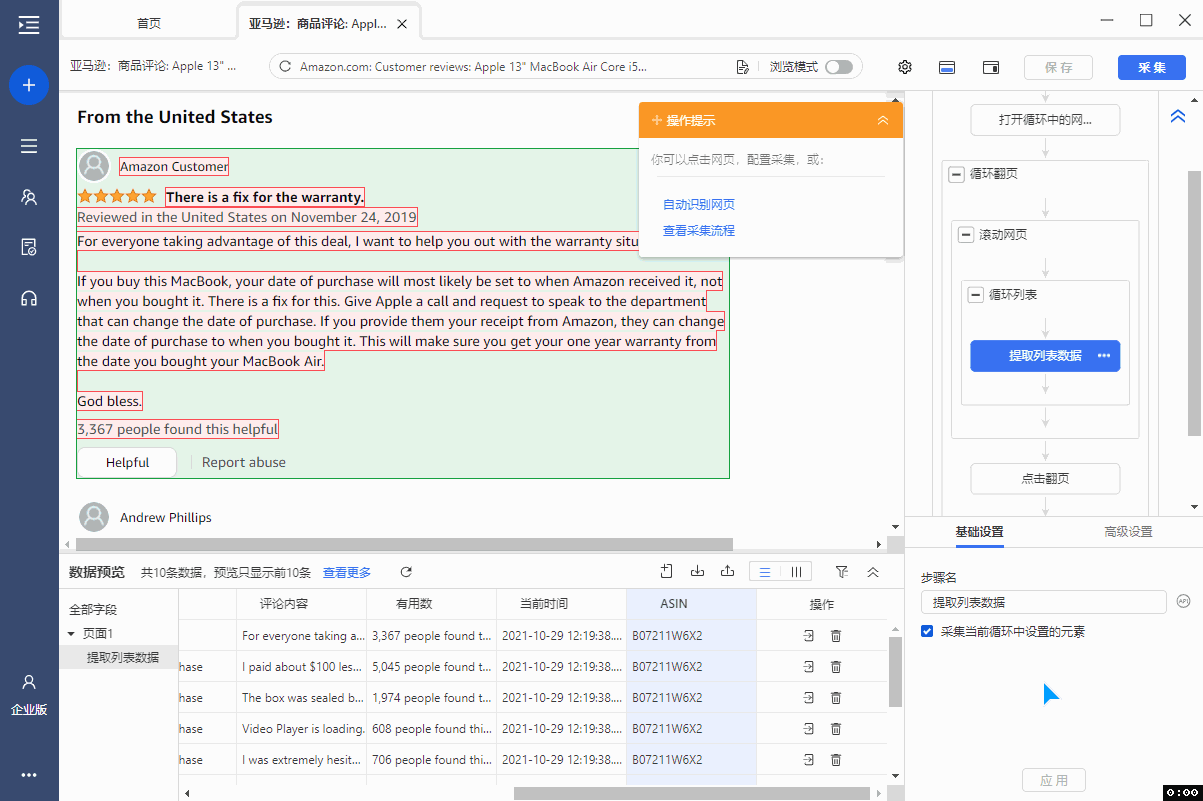 首页
亚马逊：商品评论: Appl...
亚马逊：商品评论: Apple 13" ...
Amazon.com: Customer reviews: Apple 13" MacBook Air Core i5...
浏览模式
保存
采集
From the United States
Amazon Customer
There is a fix for the warranty.
Reviewed in the United States on November 24, 2019
For everyone taking advantage of this deal, I want to help you out with the warranty situ
If you buy this MacBook, your date of purchase will most likely be set to when Amazon received it, not
when you bought it. There is a fix for this. Give Apple a call and request to speak to the department
that can change the date of purchase. If you provide them your receipt from Amazon, they can change
the date of purchase to when you bought it. This will make sure you get your one year warranty from
the date you bought your MacBook Air.
God bless.
3,367 people found this helpful
Helpful
Report abuse
Andrew Phillips
操作提示
你可以点击网页，配置采集，或:
自动识别网页
查看采集流程
打开循环中的网...
循环翻页
滚动网页
循环列表
提取列表数据
点击翻页
企业版
数据预览
共10条数据，预览只显示前10条
查看更多
全部字段
页面1
提取列表数据
评论内容 有用数 当前时间 ASIN 操作
For everyone taking a... 3,367 people found t... 2021-10-29 12:19:38.... B07211W6X2
hase I paid about $100 les... 5,045 people found t... 2021-10-29 12:19:38.... B07211W6X2
hase The box was sealed b... 1,974 people found t... 2021-10-29 12:19:38.... B07211W6X2
hase Video Player is loading. 608 people found thi... 2021-10-29 12:19:38.... B07211W6X2
hase I was extremely hesit... 706 people found thi... 2021-10-29 12:19:38.... B07211W6X2
基础设置
高级设置
步骤名
提取列表数据
API
采集当前循环中设置的元素
应用
0:00